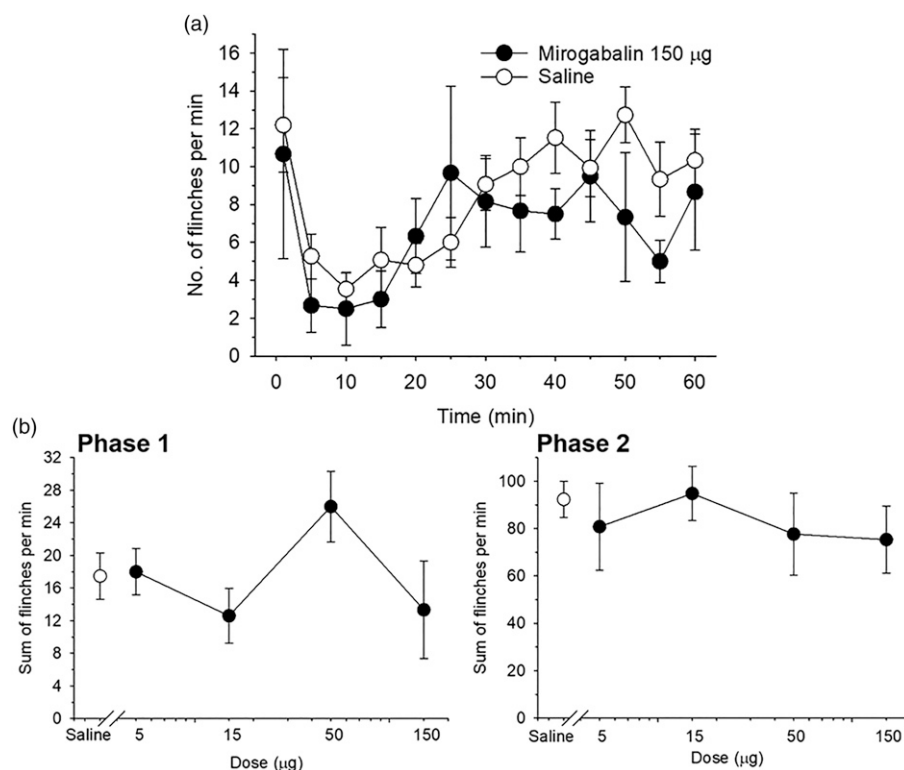 (a)
Mirogabalin 150 μg
Saline
No. of flinches per min
16
14
12
10
8
6
4
2
0
0 10 20 30 40 50 60
Time (min)
(b)
Phase 1
Sum of flinches per min
32
28
24
20
16
12
8
4
0
Saline 5 15 50 150
Dose (μg)
Phase 2
Sum of flinches per min
100
80
60
40
20
0
Saline 5 15 50 150
Dose (μg)